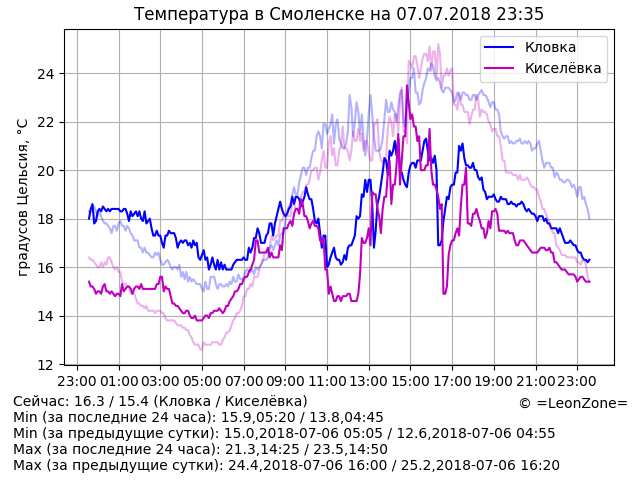 Температура в Смоленске на 07.07.2018 23:35
Кловка
Киселёвка
градусов Цельсия, °C
24
22
20
18
16
14
12
23:00 01:00 03:00 05:00 07:00 09:00 11:00 13:00 15:00 17:00 19:00 21:00 23:00
Сейчас: 16.3 / 15.4 (Кловка / Киселёвка)
© =LeonZone=
Min (за последние 24 часа): 15.9,05:20 / 13.8,04:45
Min (за предыдущие сутки): 15.0,2018-07-06 05:05 / 12.6,2018-07-06 04:55
Max (за последние 24 часа): 21.3,14:25 / 23.5,14:50
Max (за предыдущие сутки): 24.4,2018-07-06 16:00 / 25.2,2018-07-06 16:20